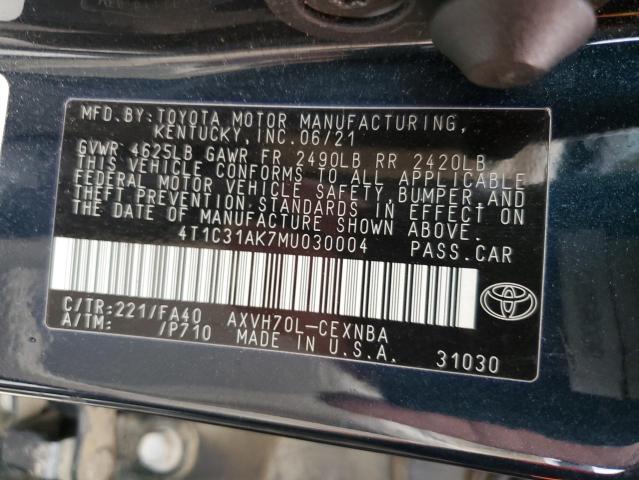 MFD.BY:TOYOTA MOTOR MANUFACTURING,
KENTUCKY,INC.06/21
GVWR 4625LB GAWR FR 2490LB RR 2420LB
THIS VEHICLE CONFORMS TO ALL APPLICABLE
FEDERAL MOTOR VEHICLE SAFETY,BUMPER,AND
THEFT PREVENTION STANDARDS IN EFFECT ON
THE DATE OF MANUFACTURE SHOWN ABOVE.
4T1C31AK7MU030004 PASS.CAR
C/TR:221/FA40 AXVH70L-CEXNBA
A/TM: /P710 MADE IN U.S.A. 31030